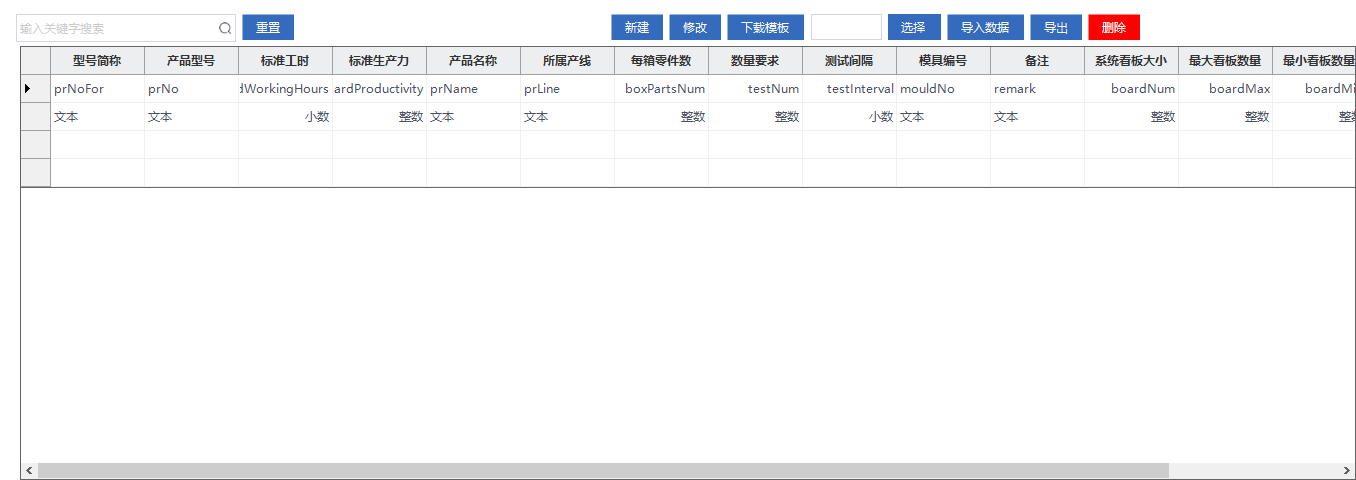 输入关键字搜索 重置 新建 修改 下载模板 选择 导入数据 导出 删除
型号简称 产品型号 标准工时 标准生产力 产品名称 所属产线 每箱零件数 数量要求 测试间隔 模具编号 备注 系统看板大小 最大看板数量 最小看板数量
prNoFor prNo dWorkingHours ardProductivity prName prLine boxPartsNum testNum testInterval mouldNo remark boardNum boardMax boardMi
文本 文本 小数 整数 文本 文本 整数 整数 小数 文本 文本 整数 整数 整数